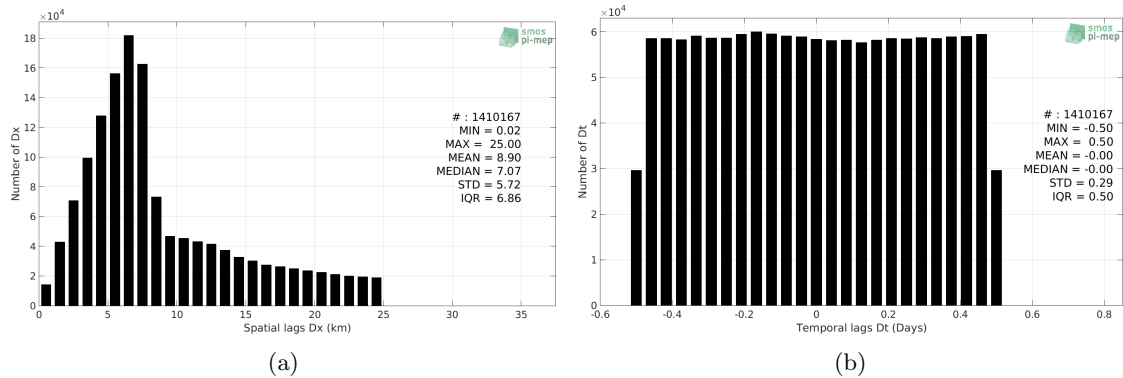 ×10⁴
18
16
14
12
10
8
6
4
2
0
Number of Dx
smos
pi-mep
# : 1410167
MIN = 0.02
MAX = 25.00
MEAN = 8.90
MEDIAN = 7.07
STD = 5.72
IQR = 6.86
0 5 10 15 20 25 30 35
Spatial lags Dx (km)
(a)
×10⁴
6
5
4
3
2
1
0
Number of Dt
smos
pi-mep
# : 1410167
MIN = -0.50
MAX = 0.50
MEAN = -0.00
MEDIAN = -0.00
STD = 0.29
IQR = 0.50
-0.6 -0.4 -0.2 0 0.2 0.4 0.6 0.8
Temporal lags Dt (Days)
(b)